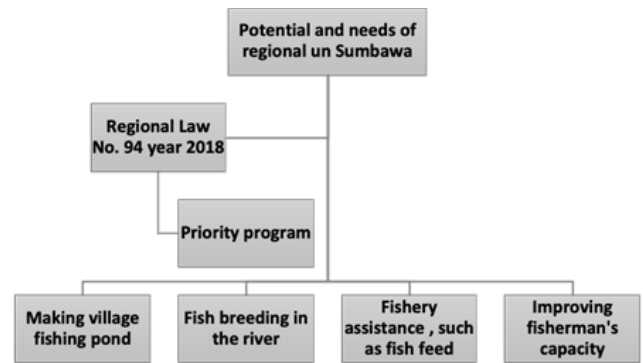 Potential and needs of
regional un Sumbawa
Regional Law
No. 94 year 2018
Priority program
Making village
fishing pond
Fish breeding in
the river
Fishery
assistance , such
as fish feed
Improving
fisherman's
capacity